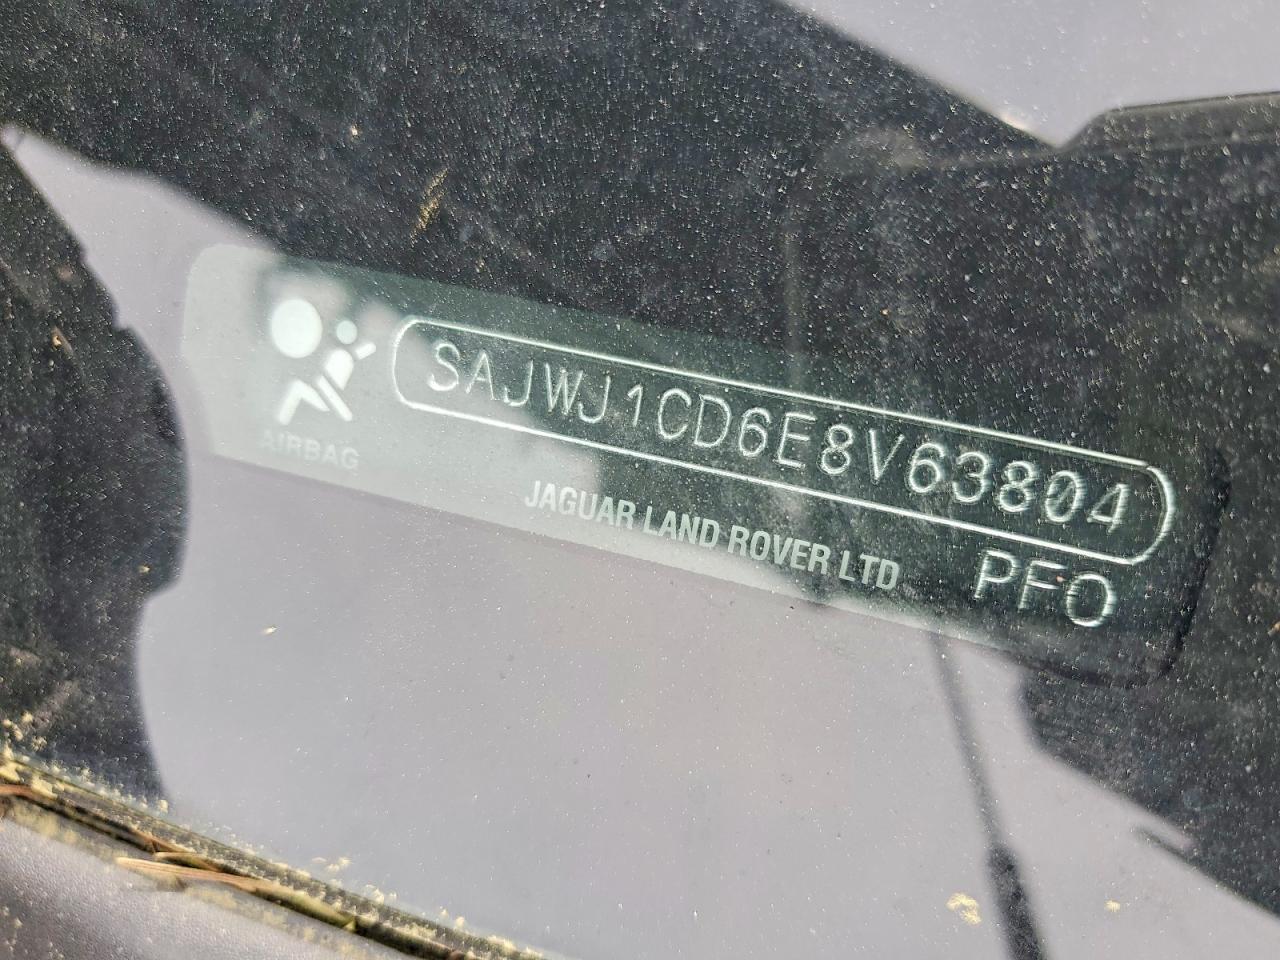 SAJWJ1CD6E8V63804
AIRBAG
JAGUAR LAND ROVER LTD
PFO